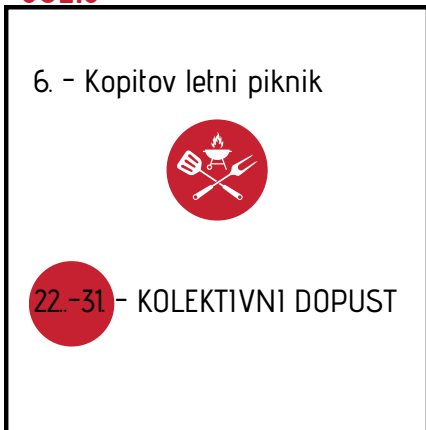 6. - Kopitov letni piknik
22.-31. - KOLEKTIVNI DOPUST